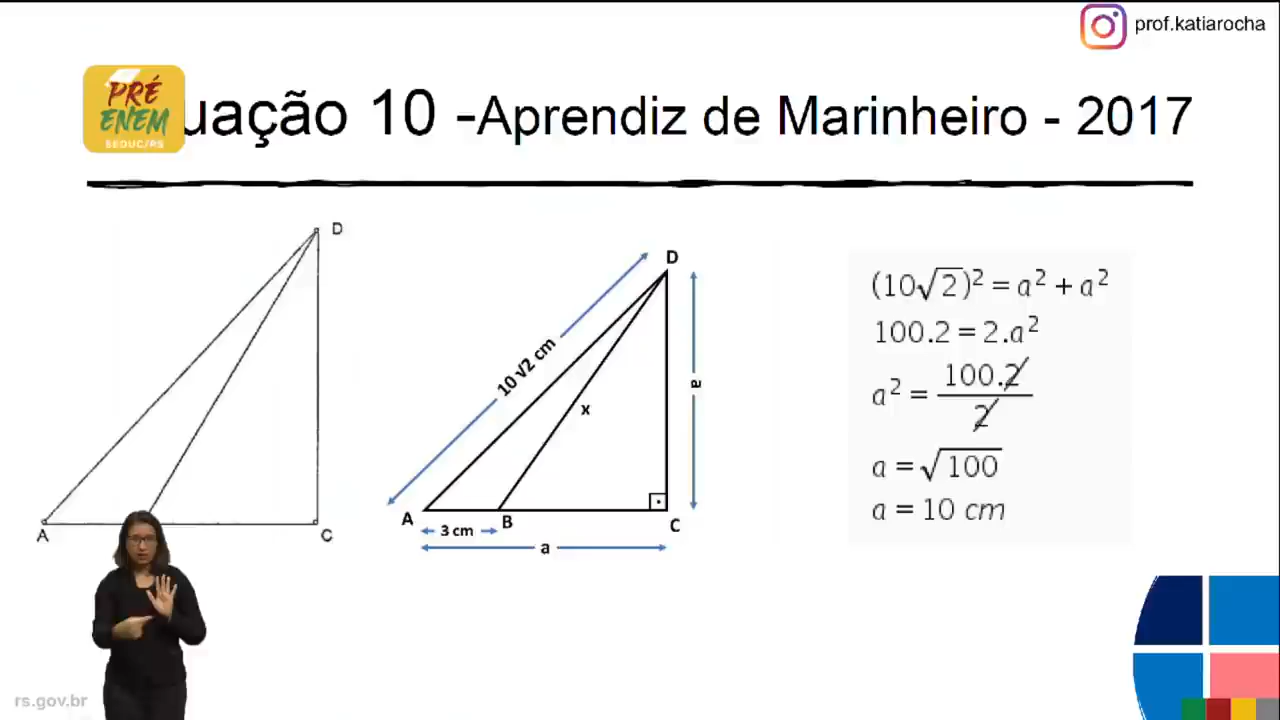 prof.katiarocha
PRÉ
ENEM
SEDUC/RS
uação 10 -Aprendiz de Marinheiro - 2017
D
A
C
D
10 √2 cm
a
x
A
B
C
3 cm
a
(10√2)² = a² + a²
100.2 = 2.a²
a² = 100.2/2
a = √100
a = 10 cm
rs.gov.br